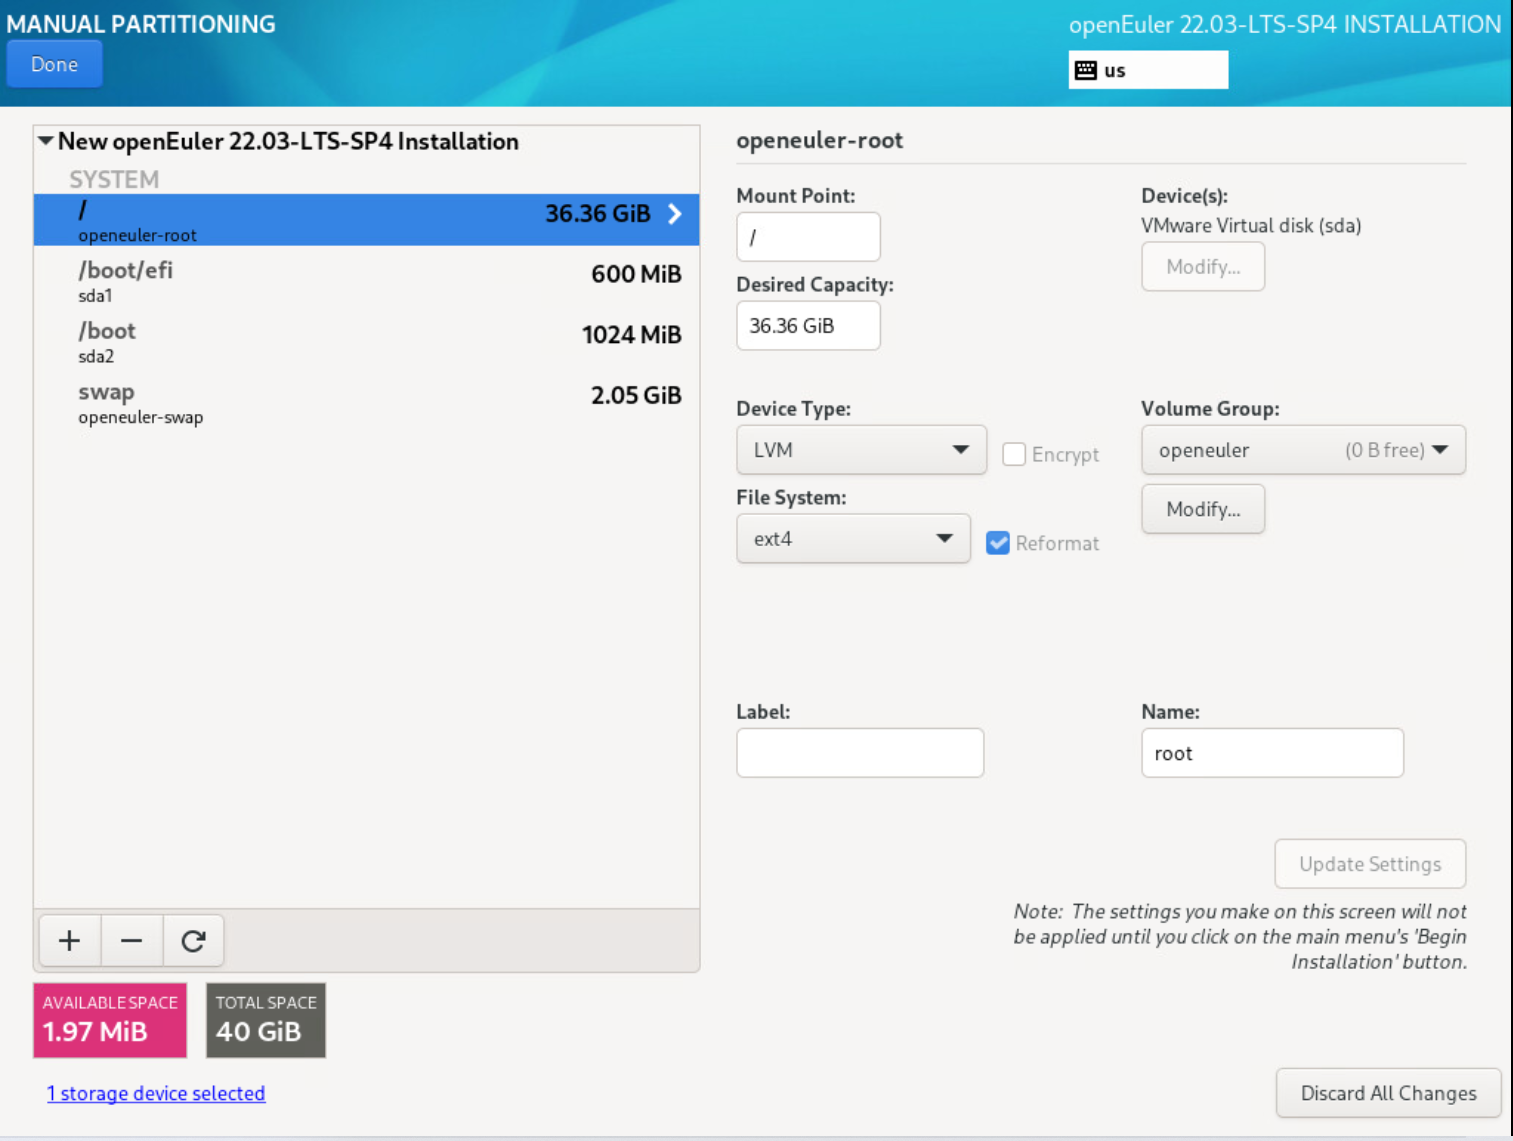 MANUAL PARTITIONING
openEuler 22.03-LTS-SP4 INSTALLATION
Done
us
New openEuler 22.03-LTS-SP4 Installation
SYSTEM
/
36.36 GiB
openeuler-root
/boot/efi
600 MiB
sda1
/boot
1024 MiB
sda2
swap
2.05 GiB
openeuler-swap
openeuler-root
Mount Point:
/
Device(s):
VMware Virtual disk (sda)
Modify...
Desired Capacity:
36.36 GiB
Device Type:
LVM
Encrypt
Volume Group:
openeuler (0 B free)
Modify...
File System:
ext4
Reformat
Label:
Name:
root
Update Settings
Note: The settings you make on this screen will not
be applied until you click on the main menu's 'Begin
Installation' button.
AVAILABLE SPACE
1.97 MiB
TOTAL SPACE
40 GiB
1 storage device selected
Discard All Changes